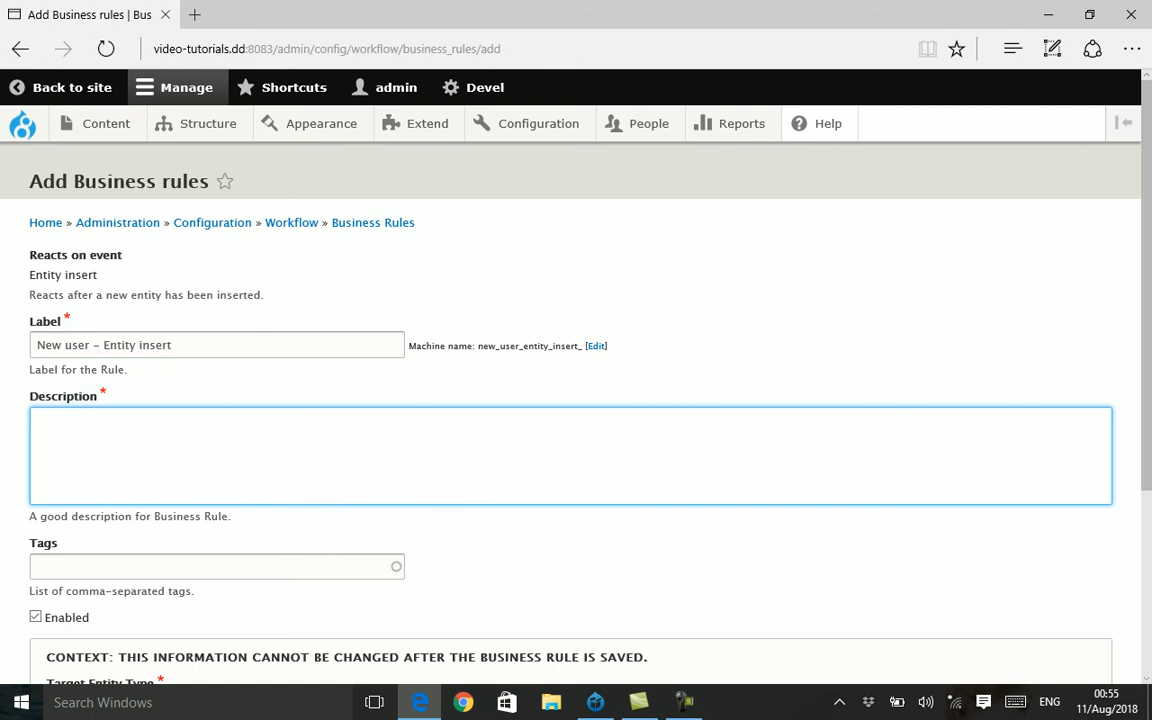 Add Business rules | Bus
video-tutorials.dd:8083/admin/config/workflow/business_rules/add
Back to site Manage Shortcuts admin Devel
Content Structure Appearance Extend Configuration People Reports Help
Add Business rules
Home » Administration » Configuration » Workflow » Business Rules
Reacts on event
Entity insert
Reacts after a new entity has been inserted.
Label *
New user - Entity insert Machine name: new_user_entity_insert_ [Edit]
Label for the Rule.
Description *
A good description for Business Rule.
Tags
List of comma-separated tags.
Enabled
CONTEXT: THIS INFORMATION CANNOT BE CHANGED AFTER THE BUSINESS RULE IS SAVED.
Target Entity Type *
Search Windows ENG 00:55
11/Aug/2018